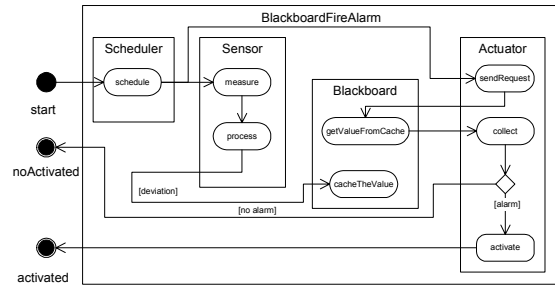 BlackboardFireAlarm
Scheduler
Sensor
Actuator
schedule
measure
sendRequest
start
Blackboard
process
getValueFromCache
collect
noActivated
[deviation]
cacheTheValue
[no alarm]
[alarm]
activate
activated